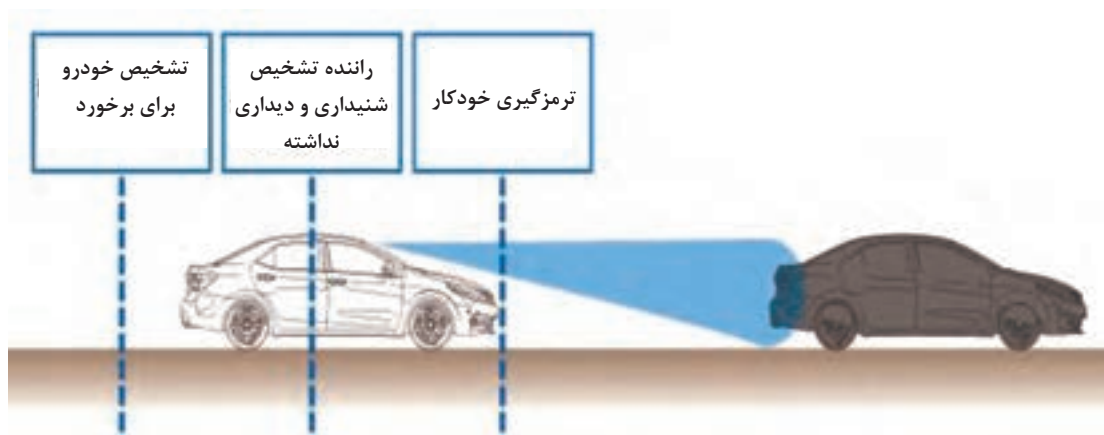 تشخیص خودرو
برای برخورد
راننده تشخیص
شنیداری و دیداری
نداشته
ترمزگیری خودکار